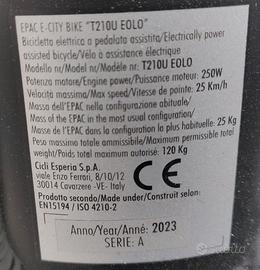 EPAC E-CITY BIKE "T210U EOLO"
Bicicletta elettrica a pedalata assistita/Electrically power
assisted bicycle/Vélo à assistance électrique
Modello nr/Model nr/Modéle nr: T210U EOLO
Potenza motore/Engine power/Puissance moteur: 250W
Velocità massima/Max speed/Vitesse de pointe: 25 Km/h
Massa dell'EPAC nella configurazione abituale/
Mass of the EPAC in the most usual configuration/
Masse de l'EPAC dans la configuration la plus habituelle: 25 Kg
Peso massimo totale ammissibile/Maximum permissible total
weight/Poids total maximum autorisé: 120 Kg
Cicli Esperia S.p.A.
viale Enzo Ferrari, 8/10/12
30014 Cavarzere -VE- Italy
CE
Prodotto secondo/Made under/Construit selon:
EN15194 / ISO 4210-2
Anno/Year/Anné: 2023
SERIE: A
subito